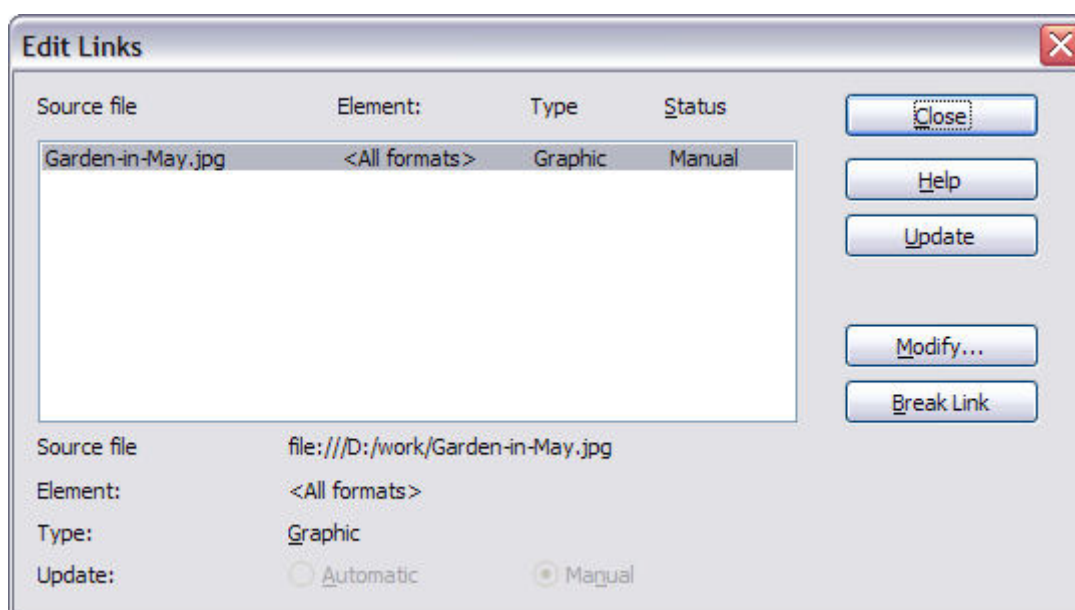 Edit Links
Source file Element: Type Status
Garden-in-May.jpg <All formats> Graphic Manual
Close
Help
Update
Modify...
Break Link
Source file file:///D:/work/Garden-in-May.jpg
Element: <All formats>
Type: Graphic
Update: Automatic Manual